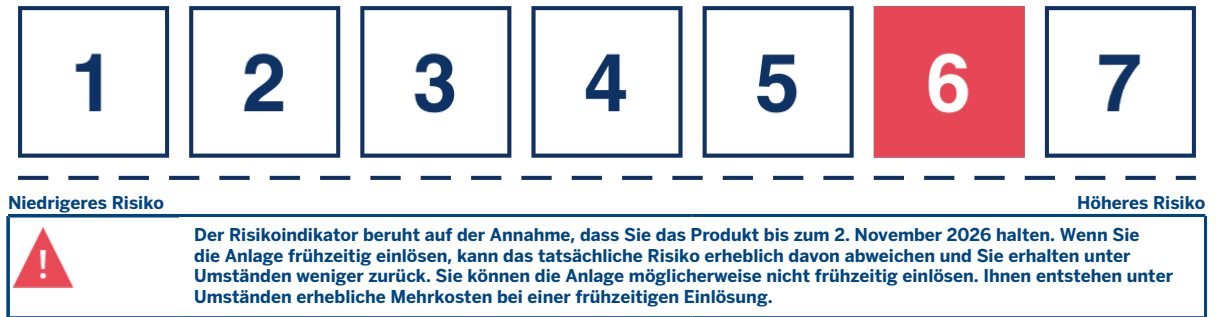 1 2 3 4 5 6 7
Niedrigeres Risiko Höheres Risiko
!
Der Risikoindikator beruht auf der Annahme, dass Sie das Produkt bis zum 2. November 2026 halten. Wenn Sie
die Anlage frühzeitig einlösen, kann das tatsächliche Risiko erheblich davon abweichen und Sie erhalten unter
Umständen weniger zurück. Sie können die Anlage möglicherweise nicht frühzeitig einlösen. Ihnen entstehen unter
Umständen erhebliche Mehrkosten bei einer frühzeitigen Einlösung.